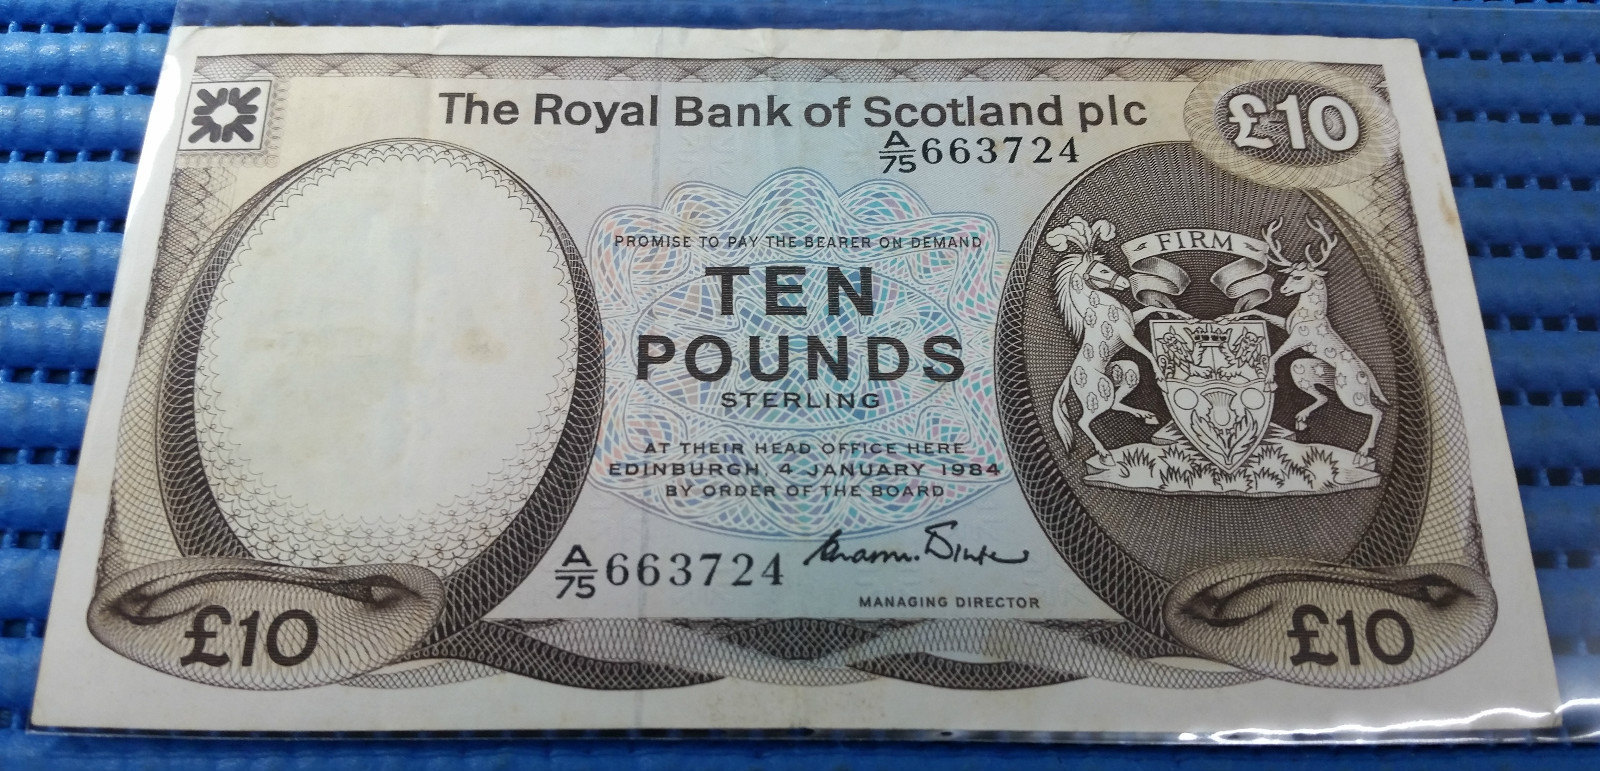 The Royal Bank of Scotland plc
£10
A/75 663724
FIRM
PROMISE TO PAY THE BEARER ON DEMAND
TEN
POUNDS
STERLING
AT THEIR HEAD OFFICE HERE
EDINBURGH, 4 JANUARY 1984
BY ORDER OF THE BOARD
A/75 663724
MANAGING DIRECTOR
£10
£10